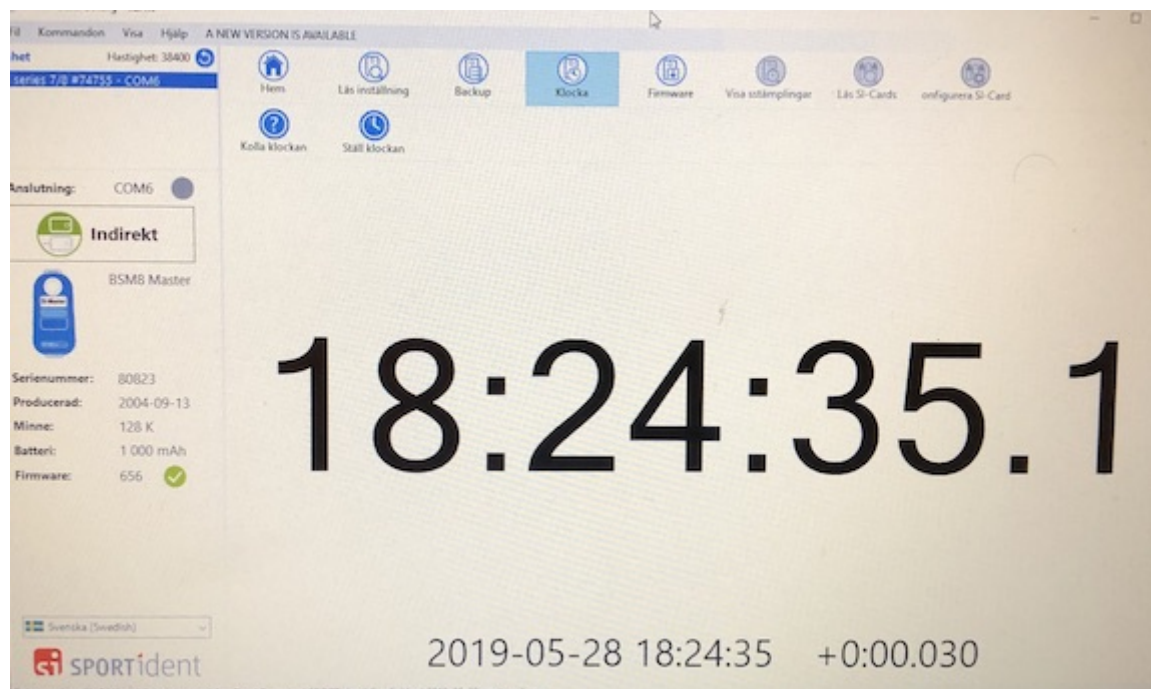 Kommandon Visa Hjälp A NEW VERSION IS AVAILABLE
het Hastighet: 38400
series 7/8 #74755 - COM6
Hem Läs inställning Backup Klocka Firmware Visa sstämplingar Läs SI-Cards onfigurera SI-Card
Kolla klockan Ställ klockan
Anslutning: COM6
Indirekt
BSM8 Master
Serienummer: 80823
Producerad: 2004-09-13
Minne: 128 K
Batteri: 1 000 mAh
Firmware: 656
18:24:35.1
Svenska (Swedish)
si SPORTident
2019-05-28 18:24:35 +0:00.030